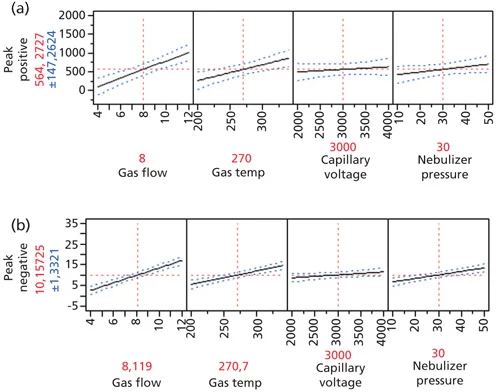 (a)
Peak
positive
564, 2727
±147,2624
2000
1500
1000
500
0
4 6 8 10 12
200 250 300
2000 2500 3000 3500 4000
10 20 30 40 50
8
Gas flow
270
Gas temp
3000
Capillary
voltage
30
Nebulizer
pressure
(b)
Peak
negative
10,15725
±1,3321
35
25
15
5
-5
4 6 8 10 12
200 250 300
2000 2500 3000 3500 4000
10 20 30 40 50
8,119
Gas flow
270,7
Gas temp
3000
Capillary
voltage
30
Nebulizer
pressure